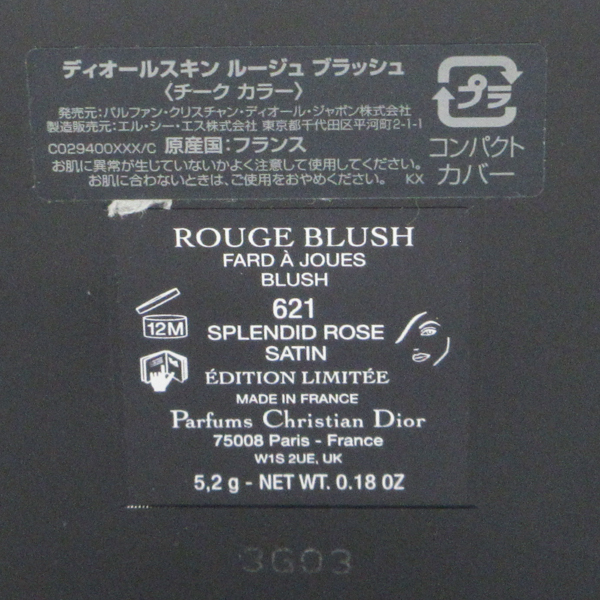 ディオールスキン ルージュ ブラッシュ
〈チーク カラー〉
発売元:パルファン・クリスチャン・ディオール・ジャポン株式会社
製造販売元:エル・シー・エス株式会社 東京都千代田区平河町2-1-1
C029400XXX/C 原産国:フランス
お肌に異常が生じていないかよく注意して使用してください。
お肌に合わないときは、ご使用をおやめください。 KX
プラ
コンパクト
カバー
ROUGE BLUSH
FARD À JOUES
BLUSH
621
SPLENDID ROSE
SATIN
12M
ÉDITION LIMITÉE
MADE IN FRANCE
Parfums Christian Dior
75008 Paris - France
W1S 2UE, UK
5,2 g - NET WT. 0.18 OZ
3G03